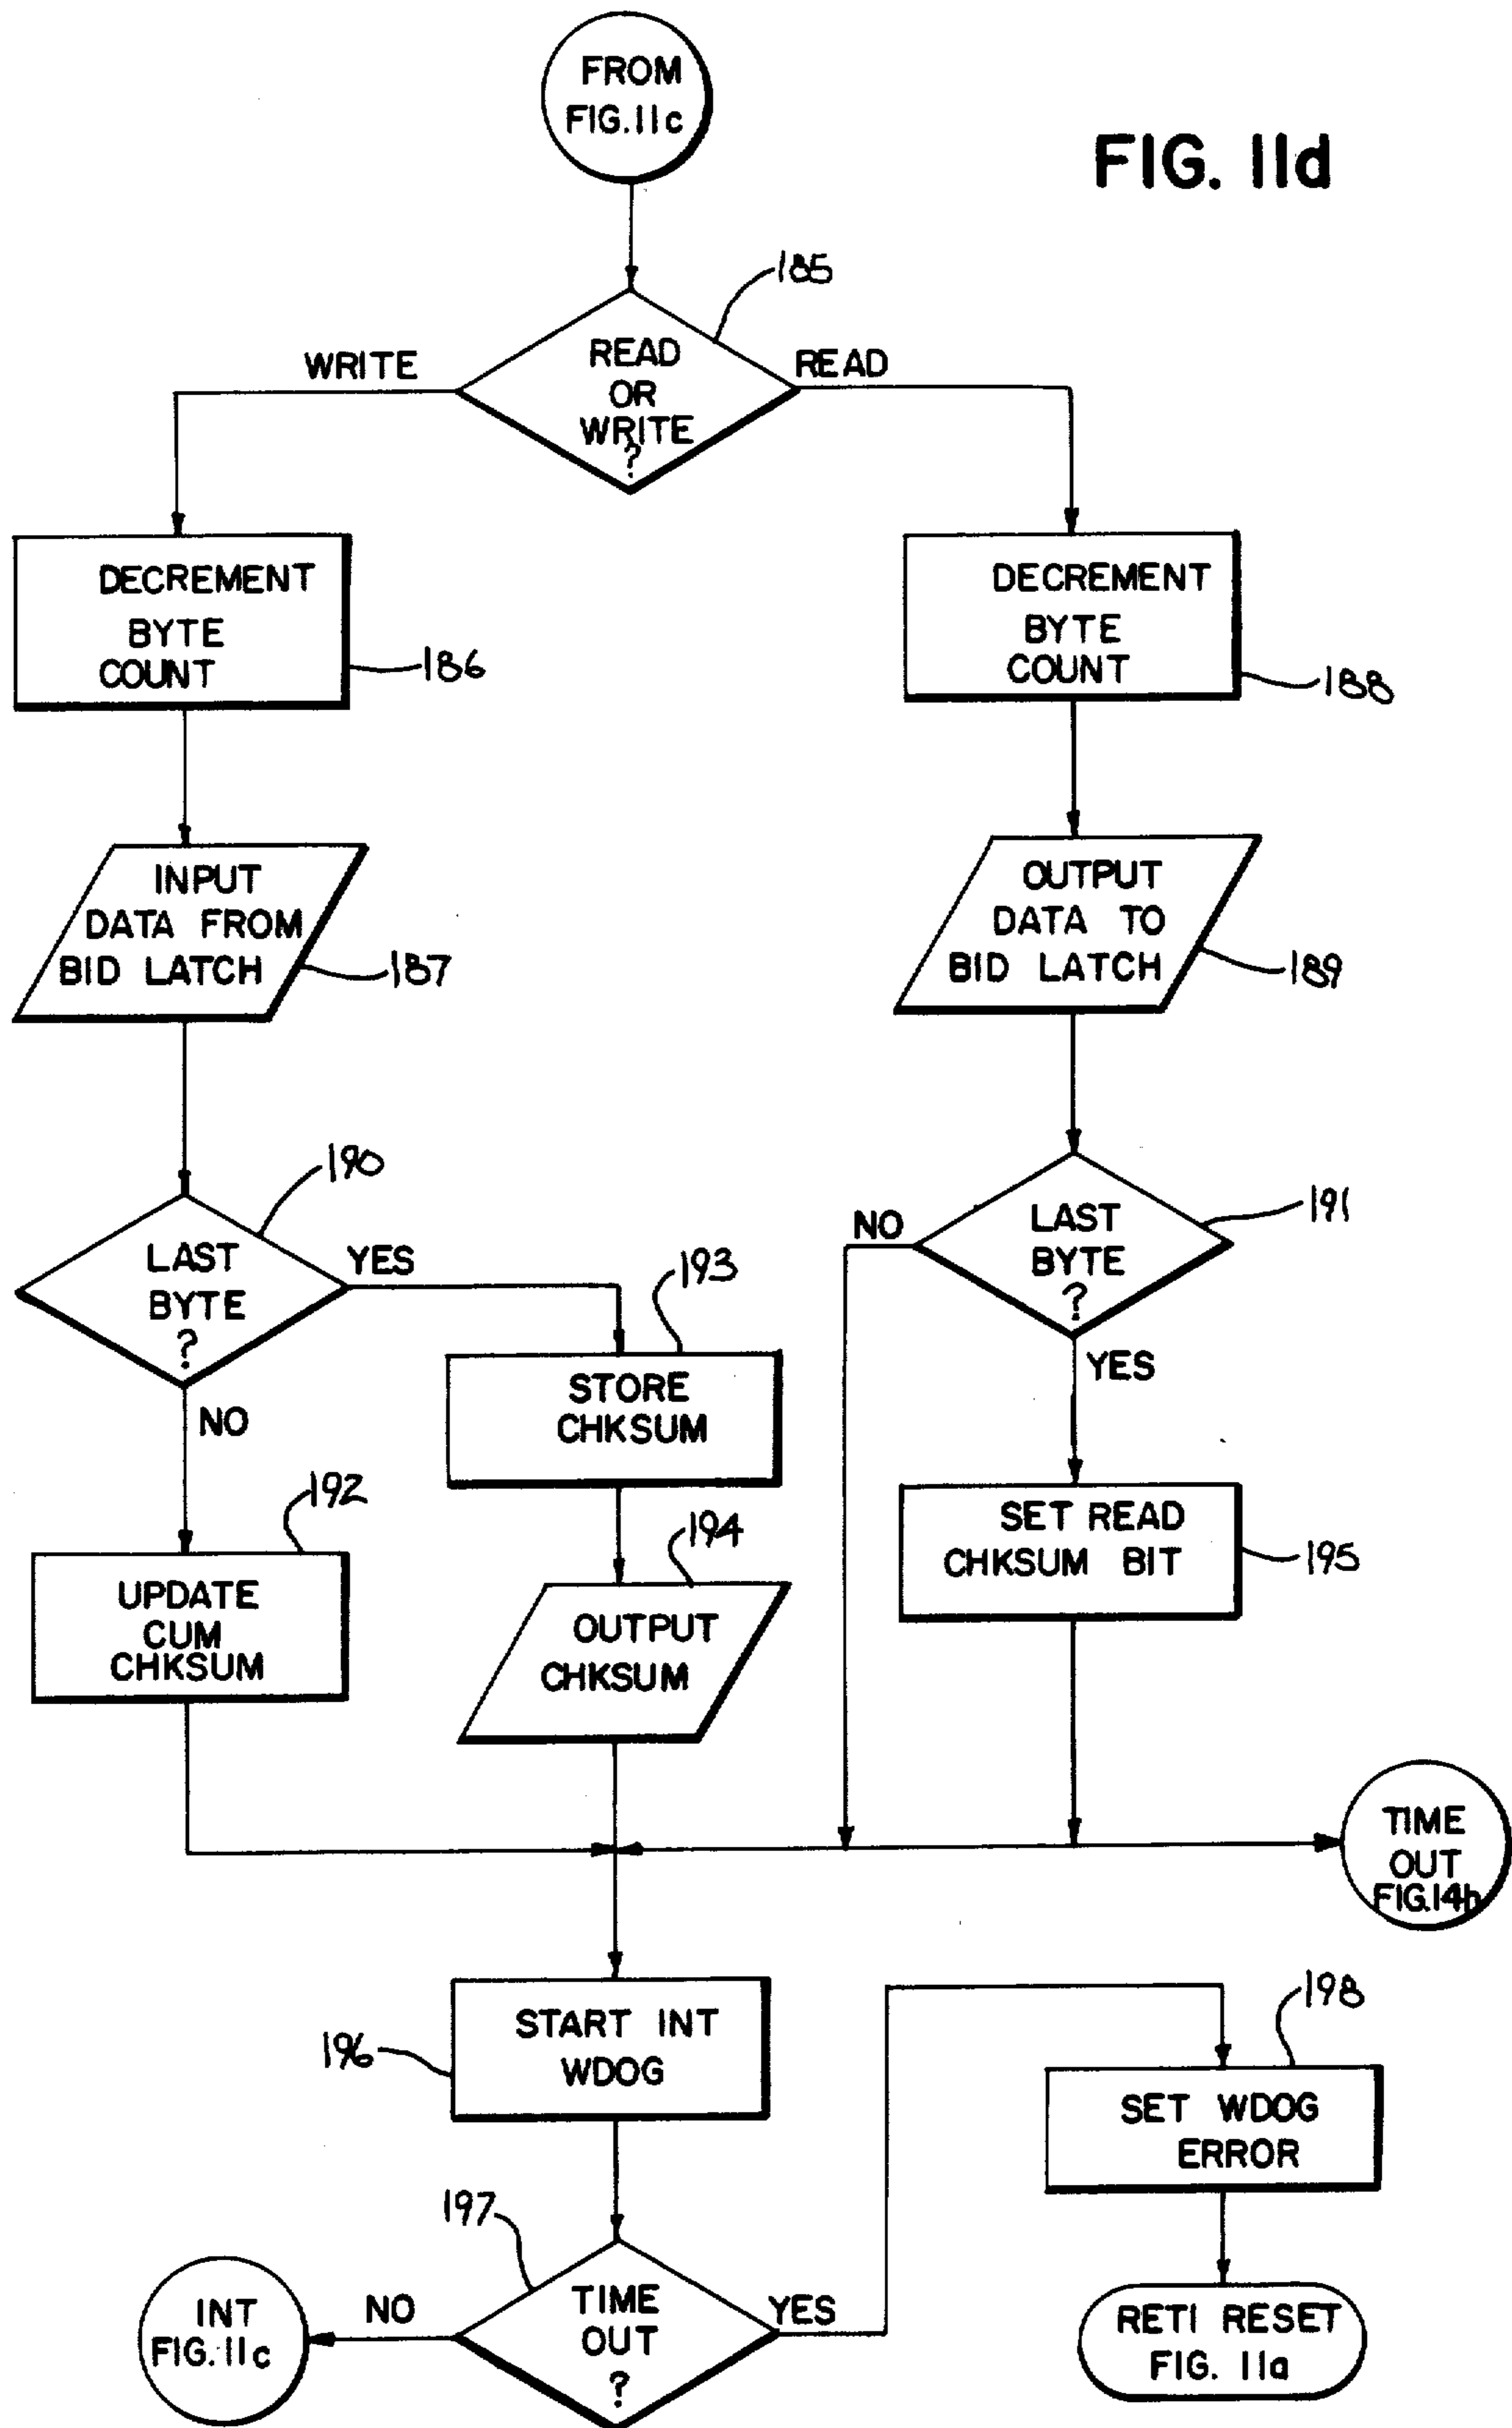 FROM
FIG. 11c
FIG. 11d
185
WRITE
READ
OR
WRITE
?
READ
DECREMENT
BYTE
COUNT
186
DECREMENT
BYTE
COUNT
188
INPUT
DATA FROM
BID LATCH
187
OUTPUT
DATA TO
BID LATCH
189
190
LAST
BYTE
?
YES
NO
193
NO
LAST
BYTE
?
191
YES
STORE
CHKSUM
192
UPDATE
CUM
CHKSUM
194
OUTPUT
CHKSUM
SET READ
CHKSUM BIT
195
TIME
OUT
FIG. 14h
START INT
WDOG
196
198
SET WDOG
ERROR
197
INT
FIG. 11c
NO
TIME
OUT
?
YES
RETI RESET
FIG. 11a